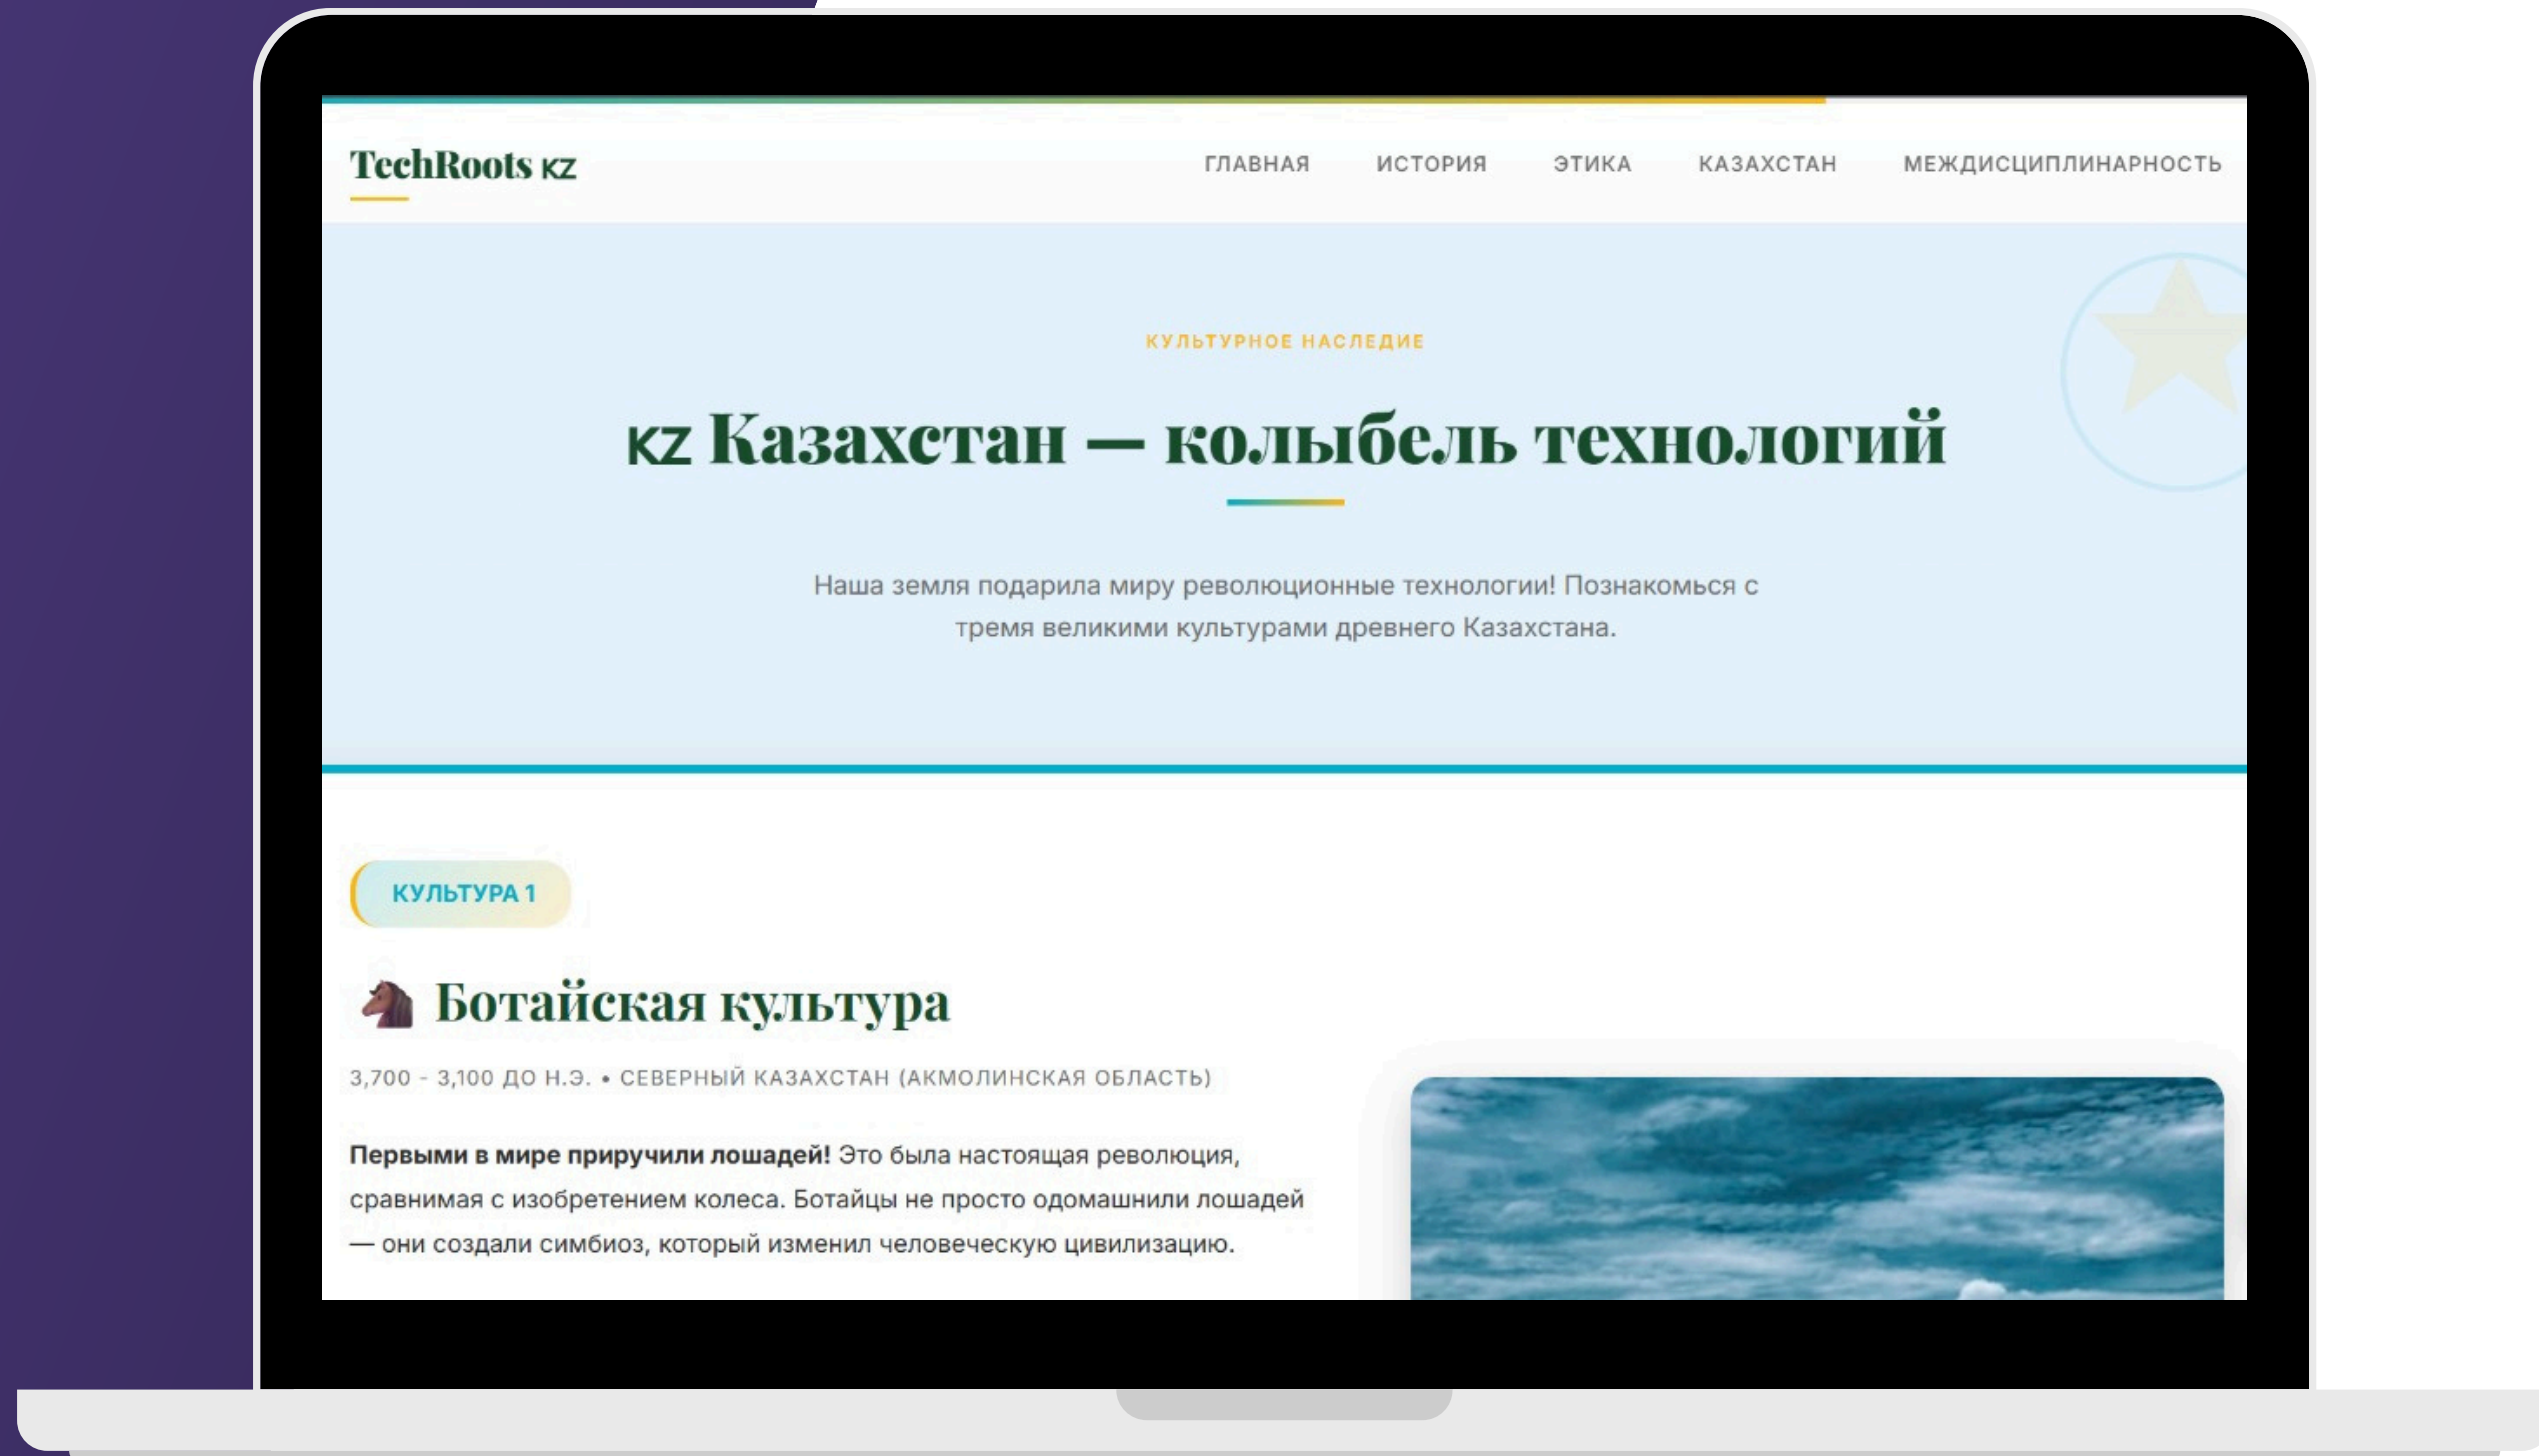 TechRoots KZ
ГЛАВНАЯ ИСТОРИЯ ЭТИКА КАЗАХСТАН МЕЖДИСЦИПЛИНАРНОСТЬ
КУЛЬТУРНОЕ НАСЛЕДИЕ
KZ Казахстан — колыбель технологий
Наша земля подарила миру революционные технологии! Познакомься с
тремя великими культурами древнего Казахстана.
КУЛЬТУРА 1
Ботайская культура
3,700 - 3,100 ДО Н.Э. • СЕВЕРНЫЙ КАЗАХСТАН (АКМОЛИНСКАЯ ОБЛАСТЬ)
Первыми в мире приручили лошадей! Это была настоящая революция,
сравнимая с изобретением колеса. Ботайцы не просто одомашнили лошадей
— они создали симбиоз, который изменил человеческую цивилизацию.